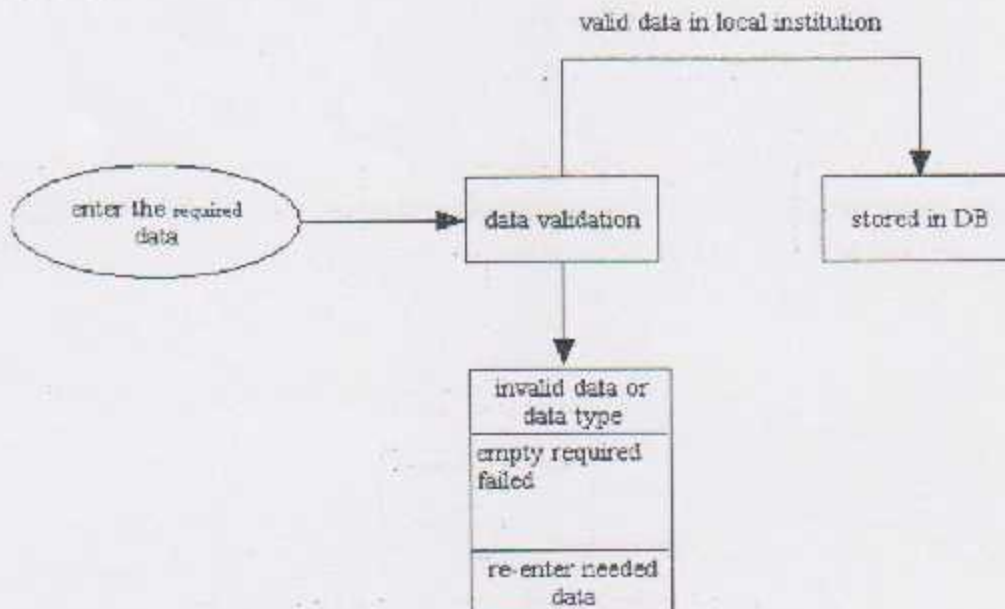 valid data in local institution
enter the required
data
data validation
stored in DB
invalid data or
data type
empty required
failed
re-enter needed
data